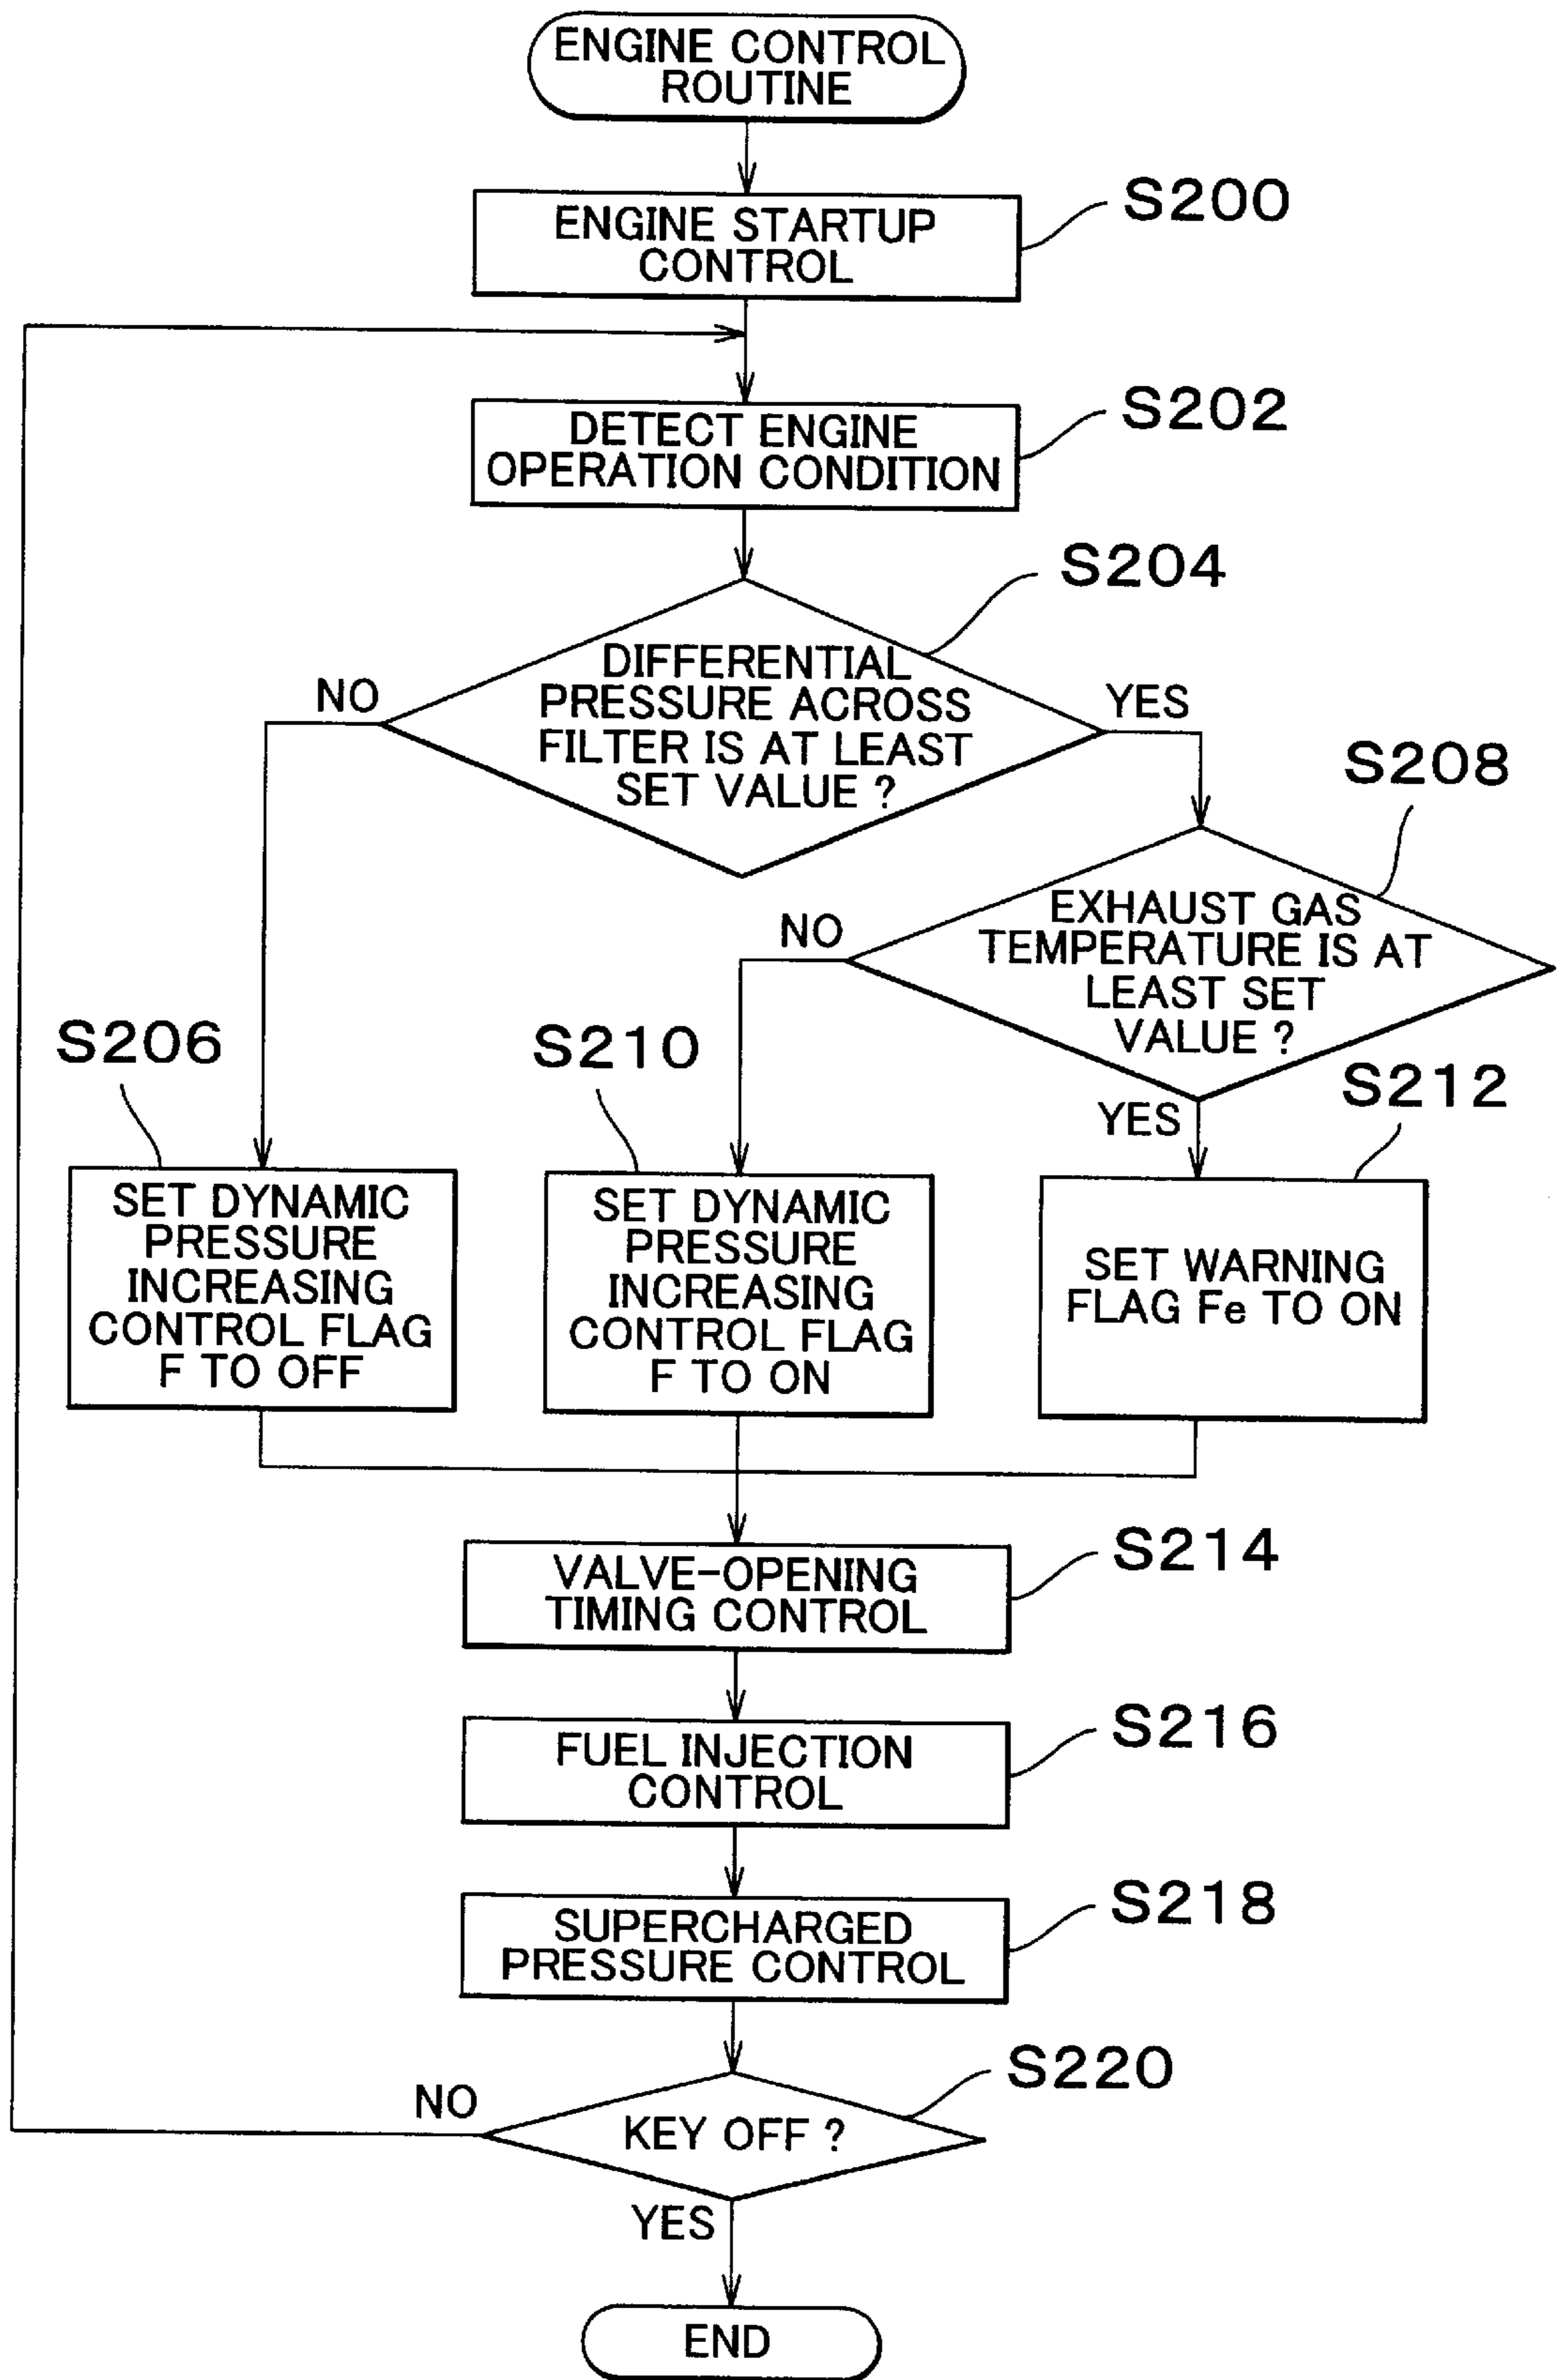 ENGINE CONTROL
ROUTINE
S200
ENGINE STARTUP
CONTROL
S202
DETECT ENGINE
OPERATION CONDITION
S204
DIFFERENTIAL
PRESSURE ACROSS
FILTER IS AT LEAST
SET VALUE ?
NO
YES
S208
EXHAUST GAS
TEMPERATURE IS AT
LEAST SET
VALUE ?
NO
YES
S206
SET DYNAMIC
PRESSURE
INCREASING
CONTROL FLAG
F TO OFF
S210
SET DYNAMIC
PRESSURE
INCREASING
CONTROL FLAG
F TO ON
S212
SET WARNING
FLAG Fe TO ON
S214
VALVE-OPENING
TIMING CONTROL
S216
FUEL INJECTION
CONTROL
S218
SUPERCHARGED
PRESSURE CONTROL
S220
NO
KEY OFF ?
YES
END